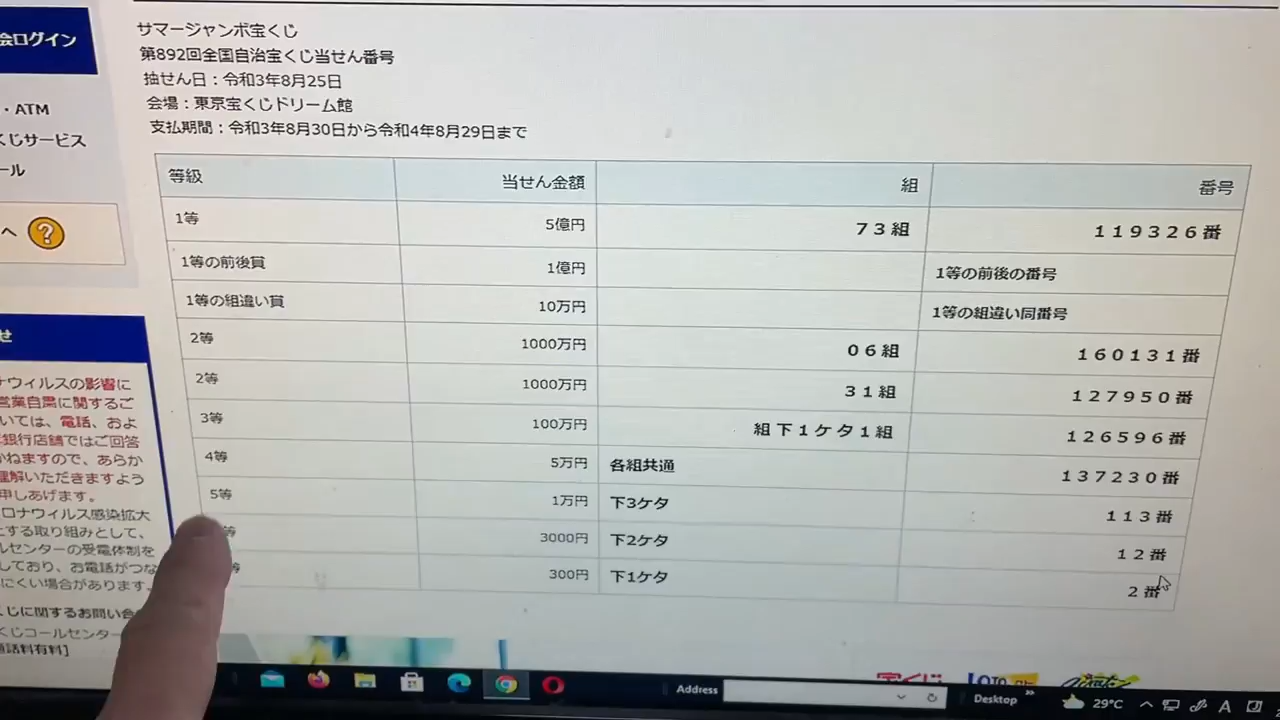 サマージャンボ宝くじ
第892回全国自治宝くじ当せん番号
抽せん日：令和3年8月25日
会場：東京宝くじドリーム館
支払期間：令和3年8月30日から令和4年8月29日まで
等級 当せん金額 組 番号
1等 5億円 73組 119326番
1等の前後賞 1億円 1等の前後の番号
1等の組違い賞 10万円 1等の組違い同番号
2等 1000万円 06組 160131番
2等 1000万円 31組 127950番
3等 100万円 組下1ケタ1組 126596番
4等 5万円 各組共通 137230番
5等 1万円 下3ケタ 113番
等 3000円 下2ケタ 12番
等 300円 下1ケタ 2番
会ログイン
・ATM
くじサービス
ール
へ ?
せ
ナウィルスの影響に
営業自粛に関するご
いては、電話、およ
銀行店舗ではご回答
かねますので、あらか
理解いただきますよう
申しあげます。
ロナウィルス感染拡大
とする取り組みとして、
ルセンターの受電体制を
しており、お電話がつな
にくい場合があります。
くじに関するお問い合
くじコールセンター
通話料有料]
宝くじ
LOTO
Address
Desktop
29°C
A